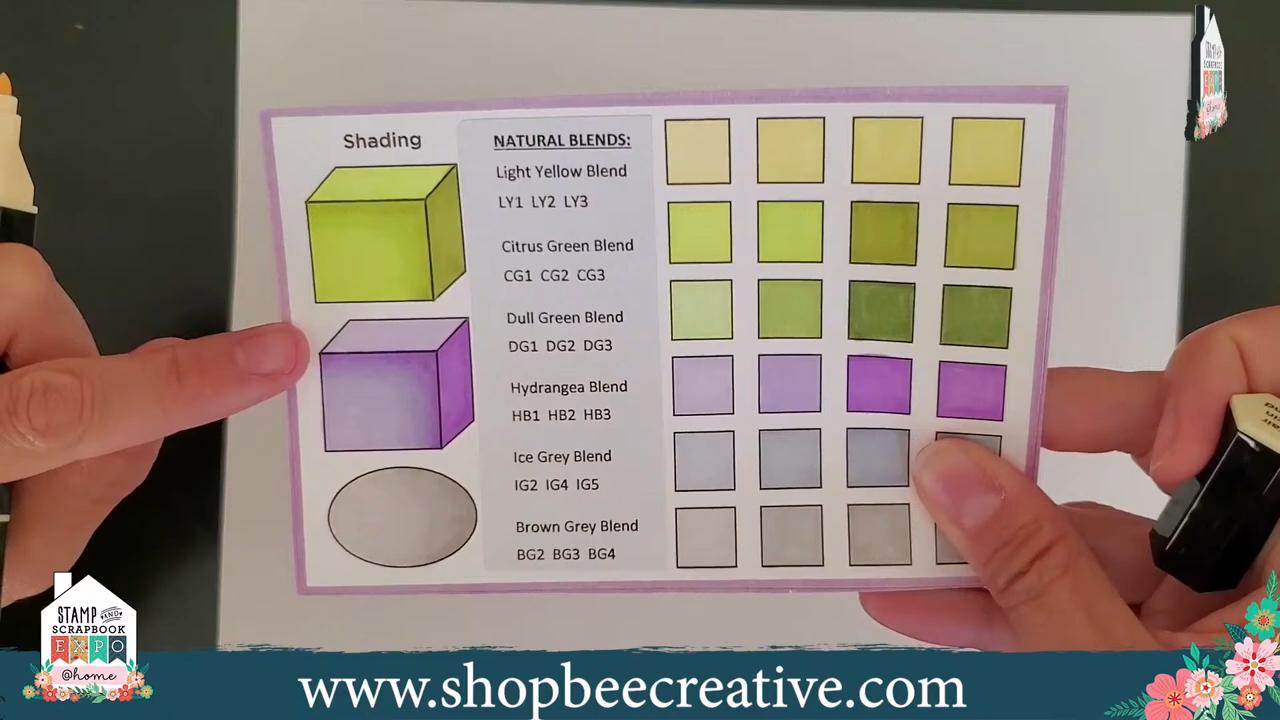 Shading
NATURAL BLENDS:
Light Yellow Blend
LY1 LY2 LY3
Citrus Green Blend
CG1 CG2 CG3
Dull Green Blend
DG1 DG2 DG3
Hydrangea Blend
HB1 HB2 HB3
Ice Grey Blend
IG2 IG4 IG5
Brown Grey Blend
BG2 BG3 BG4
STAMP AND
SCRAPBOOK
EXPO
@home
www.shopbeecreative.com